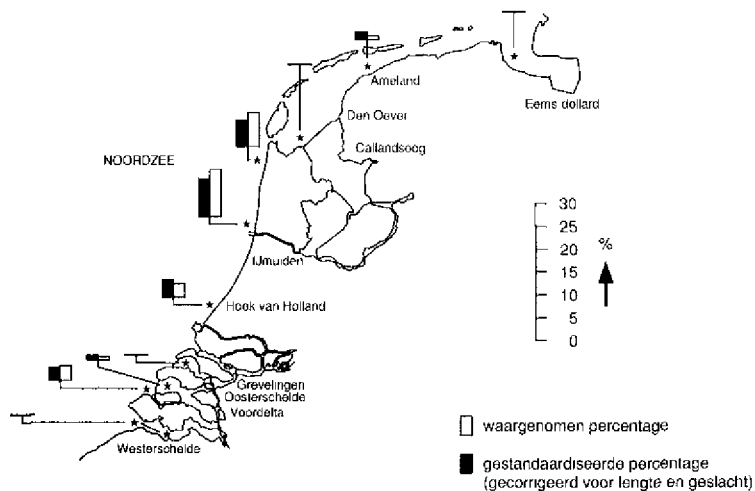 Ameland
Eems dollard
Den Oever
Callandsoog
NOORDZEE
IJmuiden
Hoek van Holland
30
25
20
15
10
5
0
%
Grevelingen
Oosterschelde
Voordelta
Westerschelde
waargenomen percentage
gestandaardiseerde percentage
(gecorrigeerd voor lengte en geslacht)